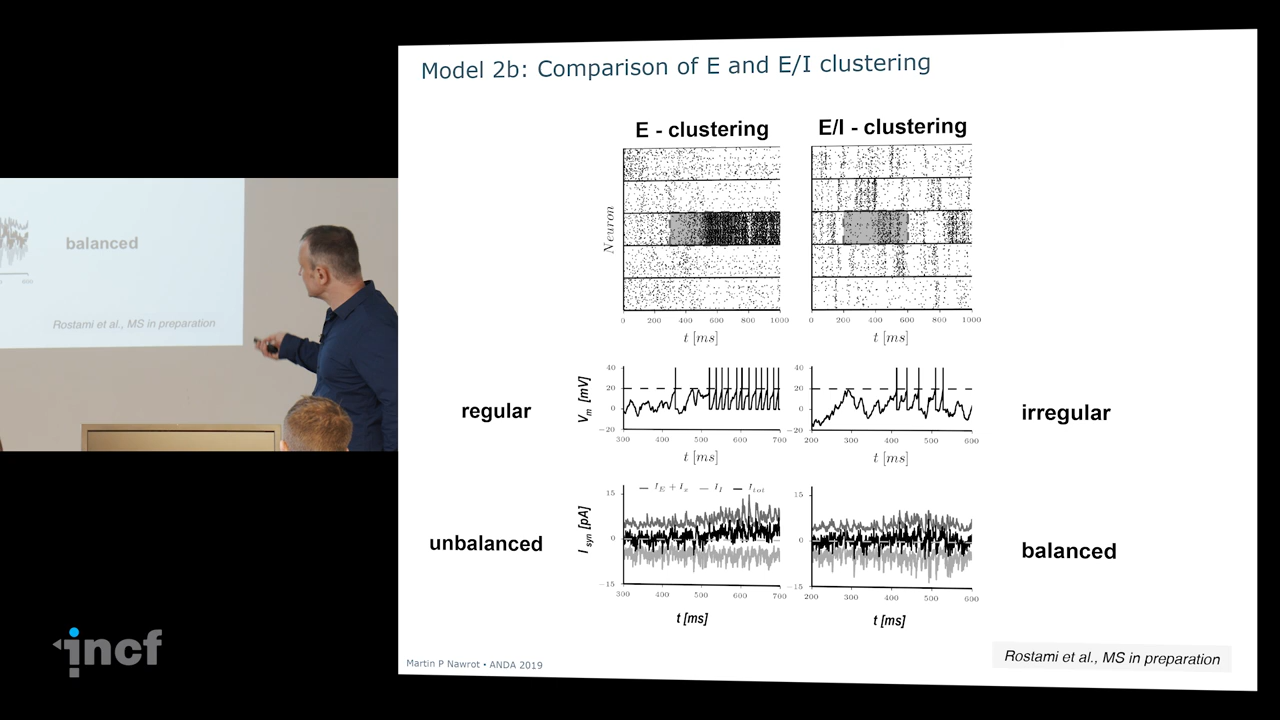 Model 2b: Comparison of E and E/I clustering
E - clustering
E/I - clustering
Neuron
0 200 400 600 800 1000
t [ms]
0 200 400 600 800 1000
t [ms]
regular
V_m [mV]
40
20
0
−20
300 400 500 600 700
t [ms]
40
20
0
−20
200 300 400 500 600
t [ms]
irregular
unbalanced
I_syn [pA]
I_E + I_x
I_I
I_tot
15
0
−15
300 400 500 600 700
t [ms]
15
0
−15
200 300 400 500 600
t [ms]
balanced
Martin P Nawrot • ANDA 2019
Rostami et al., MS in preparation
balanced
Rostami et al., MS in preparation
incf